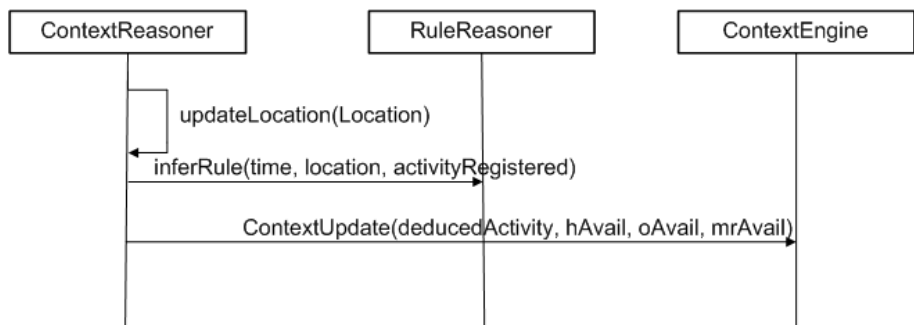 ContextReasoner
RuleReasoner
ContextEngine
updateLocation(Location)
inferRule(time, location, activityRegistered)
ContextUpdate(deducedActivity, hAvail, oAvail, mrAvail)